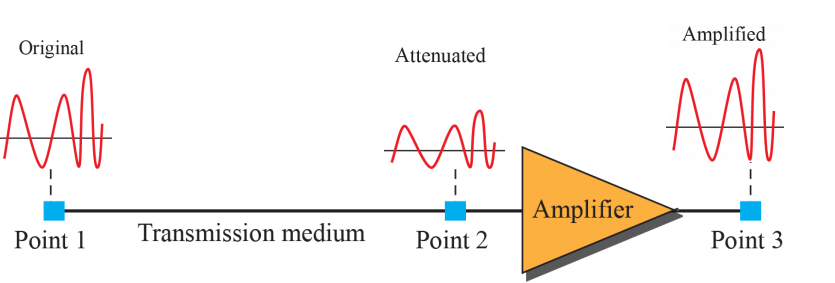 Original
Attenuated
Amplified
Amplifier
Transmission medium
Point 1
Point 2
Point 3